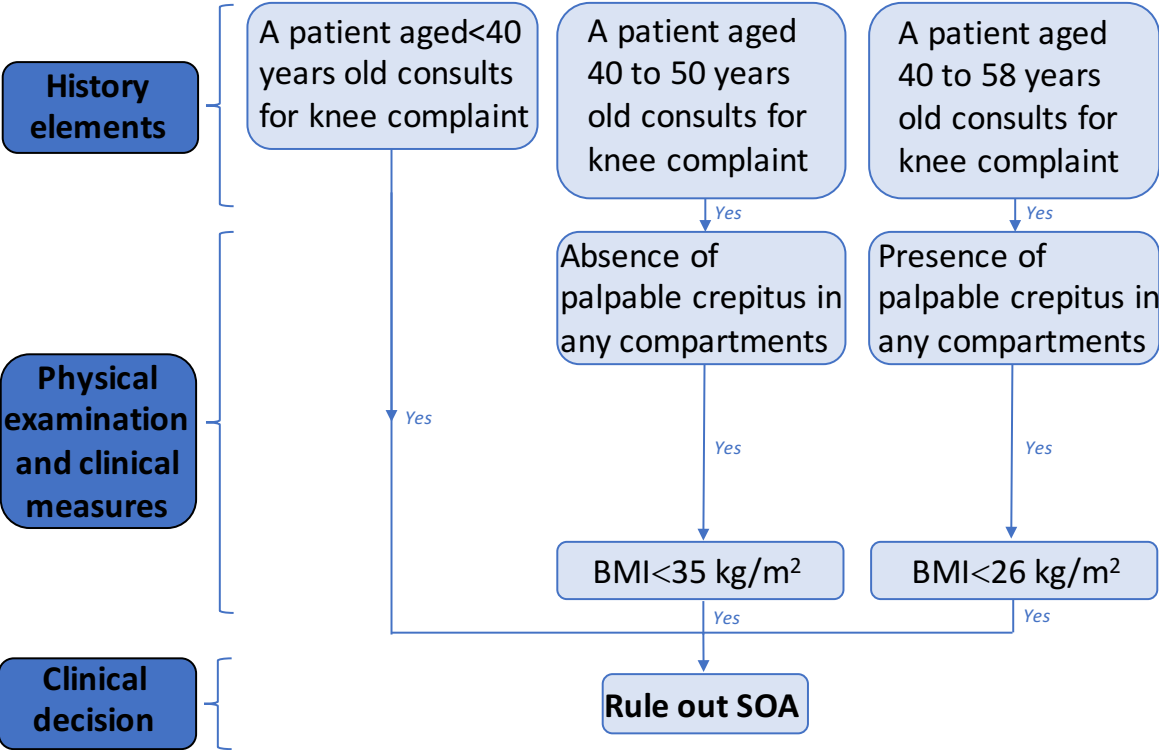 History
elements
A patient aged<40
years old consults
for knee complaint
A patient aged
40 to 50 years
old consults for
knee complaint
A patient aged
40 to 58 years
old consults for
knee complaint
Yes
Yes
Physical
examination
and clinical
measures
Absence of
palpable crepitus in
any compartments
Presence of
palpable crepitus in
any compartments
Yes
Yes
Yes
BMI<35 kg/m²
BMI<26 kg/m²
Yes
Yes
Clinical
decision
Rule out SOA